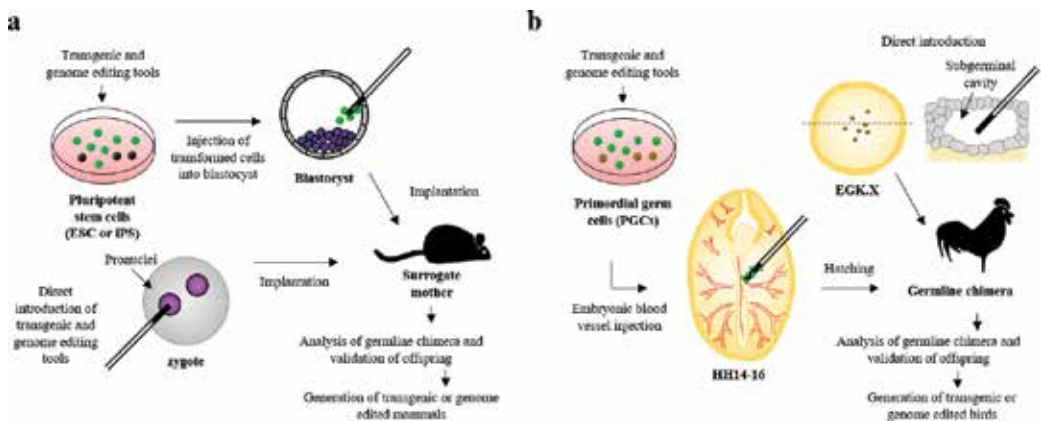 a
Transgenic and
genome editing tools
Injection of
transformed cells
into blastocyst
Blastocyst
Pluripotent
stem cells
(ESC or iPS)
Implantation
Pronuclei
Direct
introduction of
transgenic and
genome editing
tools
zygote
Implantation
Surrogate
mother
Analysis of germline chimera and
validation of offspring
Generation of transgenic or genome
edited mammals
b
Transgenic and
genome editing tools
Direct introduction
Subgerminal
cavity
EGK.X
Primordial germ
cells (PGCs)
Embryonic blood
vessel injection
HH14-16
Hatching
Germline chimera
Analysis of germline chimera and
validation of offspring
Generation of transgenic or
genome edited birds